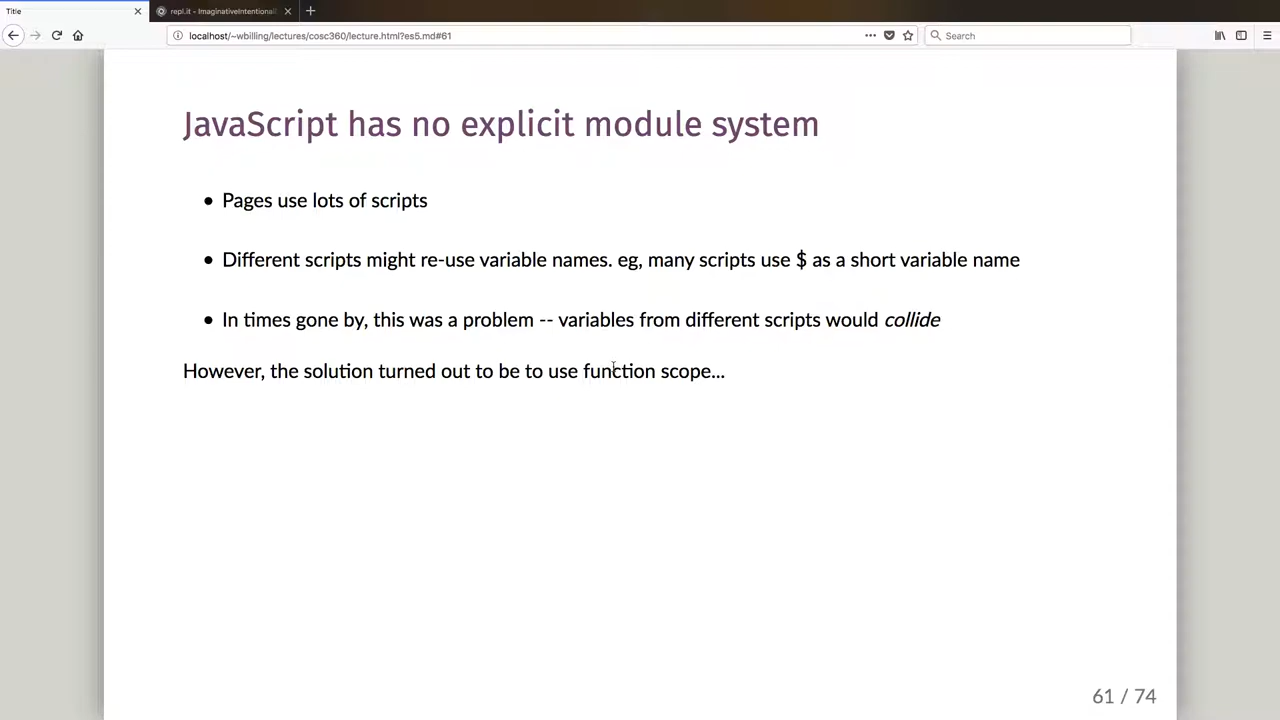 Title
repl.it - ImaginativeIntentional
localhost/~wbilling/lectures/cosc360/lecture.html?es5.md#61
Search
JavaScript has no explicit module system
• Pages use lots of scripts
• Different scripts might re-use variable names. eg, many scripts use $ as a short variable name
• In times gone by, this was a problem -- variables from different scripts would collide
However, the solution turned out to be to use function scope...
61 / 74